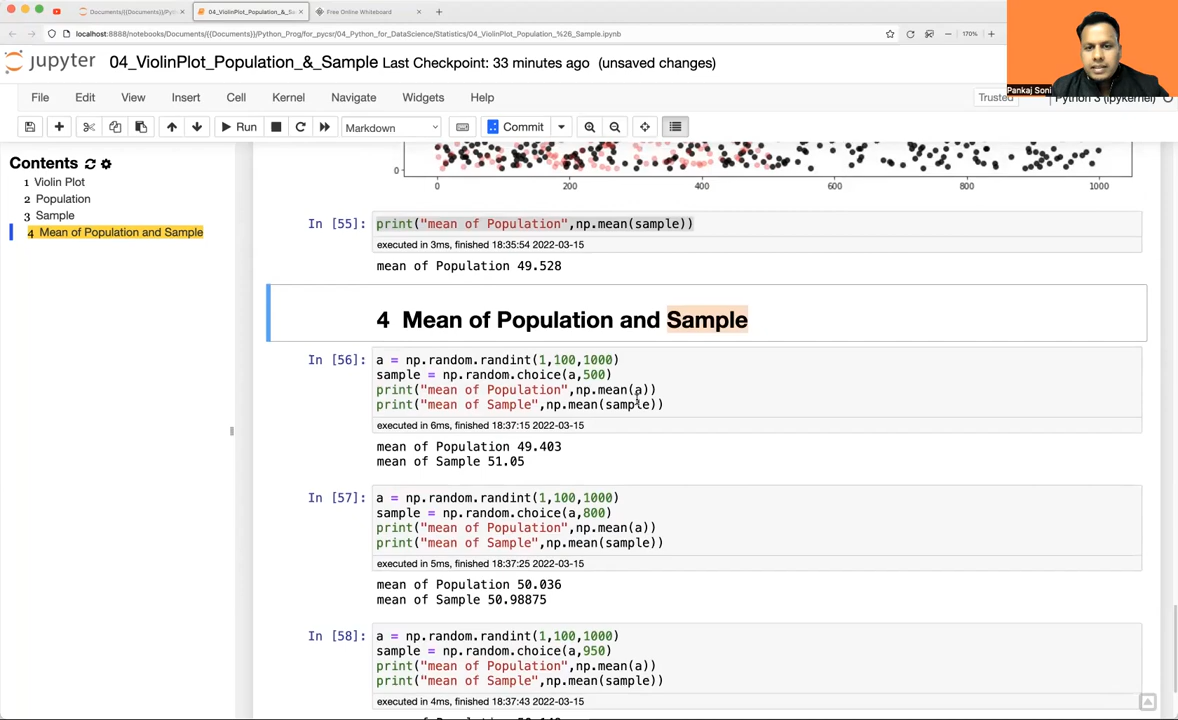 Documents/{{Documents}}/Pyth
04_ViolinPlot_Population_&_Sa
Free Online Whiteboard
localhost:8888/notebooks/Documents/{{Documents}}/Python_Prog/for_pycsr/04_Python_for_DataScience/Statistics/04_ViolinPlot_Population_%26_Sample.ipynb
170%
Pankaj Soni
jupyter 04_ViolinPlot_Population_&_Sample Last Checkpoint: 33 minutes ago (unsaved changes)
File Edit View Insert Cell Kernel Navigate Widgets Help
Trusted Python 3 (ipykernel)
Run Markdown Commit
Contents
1 Violin Plot
2 Population
3 Sample
4 Mean of Population and Sample
0
0 200 400 600 800 1000
In [55]: print("mean of Population",np.mean(sample))
executed in 3ms, finished 18:35:54 2022-03-15
mean of Population 49.528
4 Mean of Population and Sample
In [56]: a = np.random.randint(1,100,1000)
sample = np.random.choice(a,500)
print("mean of Population",np.mean(a))
print("mean of Sample",np.mean(sample))
executed in 6ms, finished 18:37:15 2022-03-15
mean of Population 49.403
mean of Sample 51.05
In [57]: a = np.random.randint(1,100,1000)
sample = np.random.choice(a,800)
print("mean of Population",np.mean(a))
print("mean of Sample",np.mean(sample))
executed in 5ms, finished 18:37:25 2022-03-15
mean of Population 50.036
mean of Sample 50.98875
In [58]: a = np.random.randint(1,100,1000)
sample = np.random.choice(a,950)
print("mean of Population",np.mean(a))
print("mean of Sample",np.mean(sample))
executed in 4ms, finished 18:37:43 2022-03-15